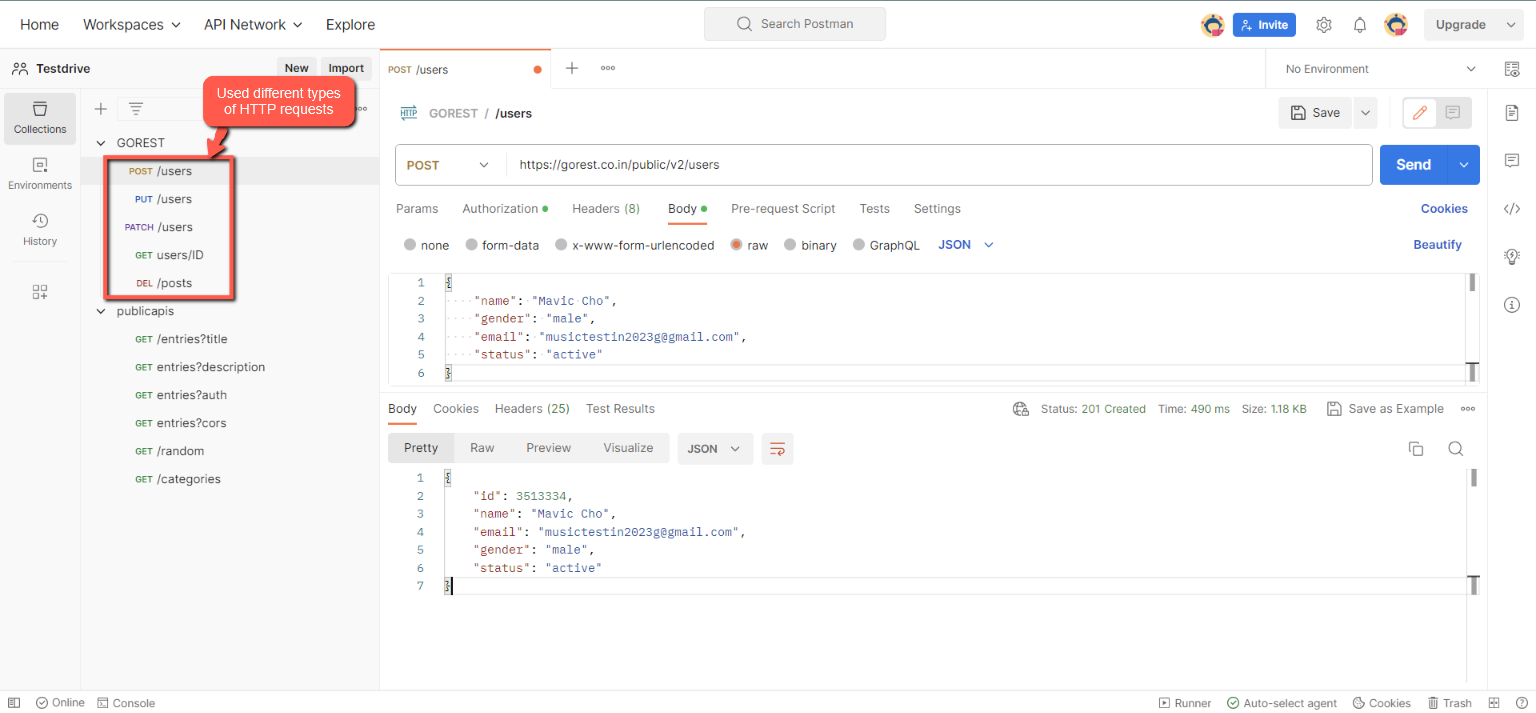 Home Workspaces API Network Explore Search Postman Invite Upgrade
Testdrive New Import
POST /users
No Environment
Used different types
of HTTP requests
Collections
Environments
History
GOREST
POST /users
PUT /users
PATCH /users
GET users/ID
DEL /posts
publicapis
GET /entries?title
GET entries?description
GET entries?auth
GET entries?cors
GET /random
GET /categories
HTTP GOREST / /users Save
POST https://gorest.co.in/public/v2/users Send
Params Authorization Headers (8) Body Pre-request Script Tests Settings Cookies
none form-data x-www-form-urlencoded raw binary GraphQL JSON Beautify
1 {
2 "name": "Mavic Cho",
3 "gender": "male",
4 "email": "musictestin2023g@gmail.com",
5 "status": "active"
6 }
Body Cookies Headers (25) Test Results Status: 201 Created Time: 490 ms Size: 1.18 KB Save as Example
Pretty Raw Preview Visualize JSON
1 {
2 "id": 3513334,
3 "name": "Mavic Cho",
4 "email": "musictestin2023g@gmail.com",
5 "gender": "male",
6 "status": "active"
7 }
Online Console Runner Auto-select agent Cookies Trash